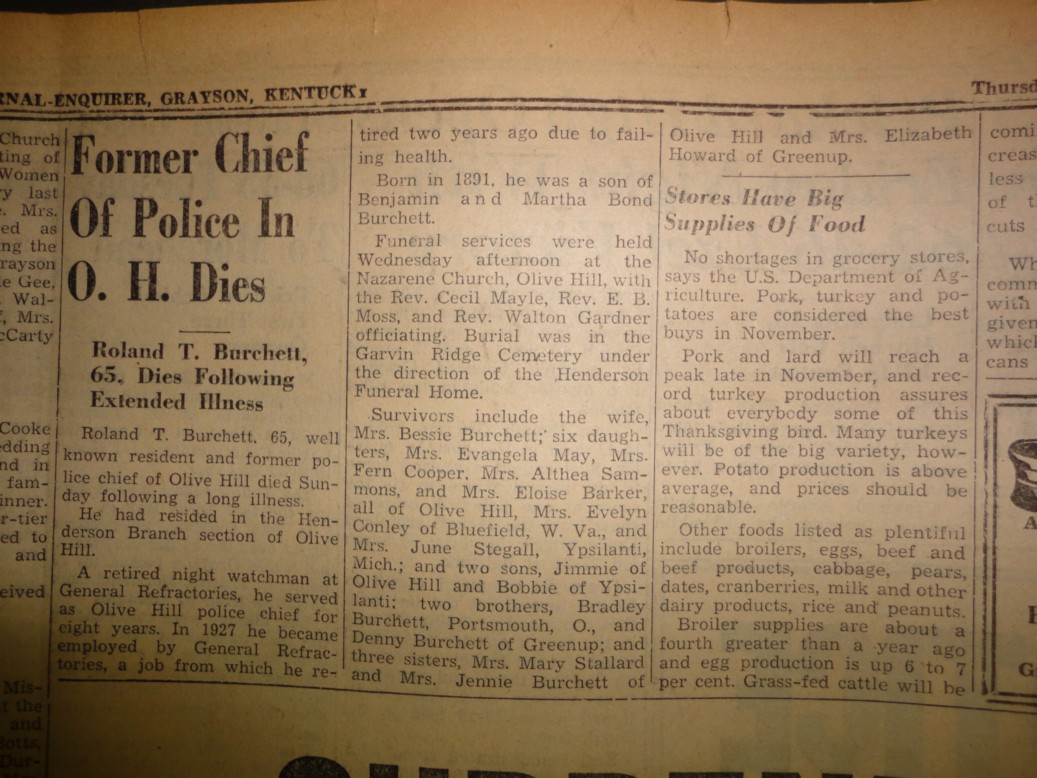 RNAL-ENQUIRER, GRAYSON, KENTUCKY
Thursd
Church
ting of
Women
ry last
Mrs.
ed as
ng the
rayson
e Gee,
Wal-
Mrs.
cCarty
Cooke
edding
nd in
fam-
inner.
r-tier
ed to
and
eived
Mis-
t the
and
Botts,
Dur-
Former Chief
Of Police In
O. H. Dies
Roland T. Burchett,
65, Dies Following
Extended Illness
Roland T. Burchett, 65, well
known resident and former po-
lice chief of Olive Hill died Sun-
day following a long illness.
He had resided in the Hen-
derson Branch section of Olive
Hill.
A retired night watchman at
General Refractories, he served
as Olive Hill police chief for
eight years. In 1927 he became
employed by General Refrac-
tories, a job from which he re-
tired two years ago due to fail-
ing health.
Born in 1891, he was a son of
Benjamin and Martha Bond
Burchett.
Funeral services were held
Wednesday afternoon at the
Nazarene Church, Olive Hill, with
the Rev. Cecil Mayle, Rev. E. B.
Moss, and Rev. Walton Gardner
officiating. Burial was in the
Garvin Ridge Cemetery under
the direction of the Henderson
Funeral Home.
Survivors include the wife,
Mrs. Bessie Burchett; six daugh-
ters, Mrs. Evangela May, Mrs.
Fern Cooper, Mrs. Althea Sam-
mons, and Mrs. Eloise Barker,
all of Olive Hill, Mrs. Evelyn
Conley of Bluefield, W. Va., and
Mrs. June Stegall, Ypsilanti,
Mich.; and two sons, Jimmie of
Olive Hill and Bobbie of Ypsi-
lanti; two brothers, Bradley
Burchett, Portsmouth, O., and
Denny Burchett of Greenup; and
three sisters, Mrs. Mary Stallard
and Mrs. Jennie Burchett of
Olive Hill and Mrs. Elizabeth
Howard of Greenup.
Stores Have Big
Supplies Of Food
No shortages in grocery stores,
says the U.S. Department of Ag-
riculture. Pork, turkey and po-
tatoes are considered the best
buys in November.
Pork and lard will reach a
peak late in November, and rec-
ord turkey production assures
about everybody some of this
Thanksgiving bird. Many turkeys
will be of the big variety, how-
ever. Potato production is above
average, and prices should be
reasonable.
Other foods listed as plentiful
include broilers, eggs, beef and
beef products, cabbage, pears,
dates, cranberries, milk and other
dairy products, rice and peanuts.
Broiler supplies are about a
fourth greater than a year ago
and egg production is up 6 to 7
per cent. Grass-fed cattle will be
comi
creas
less
of t
cuts
Wh
comm
with
given
which
cans
A
G